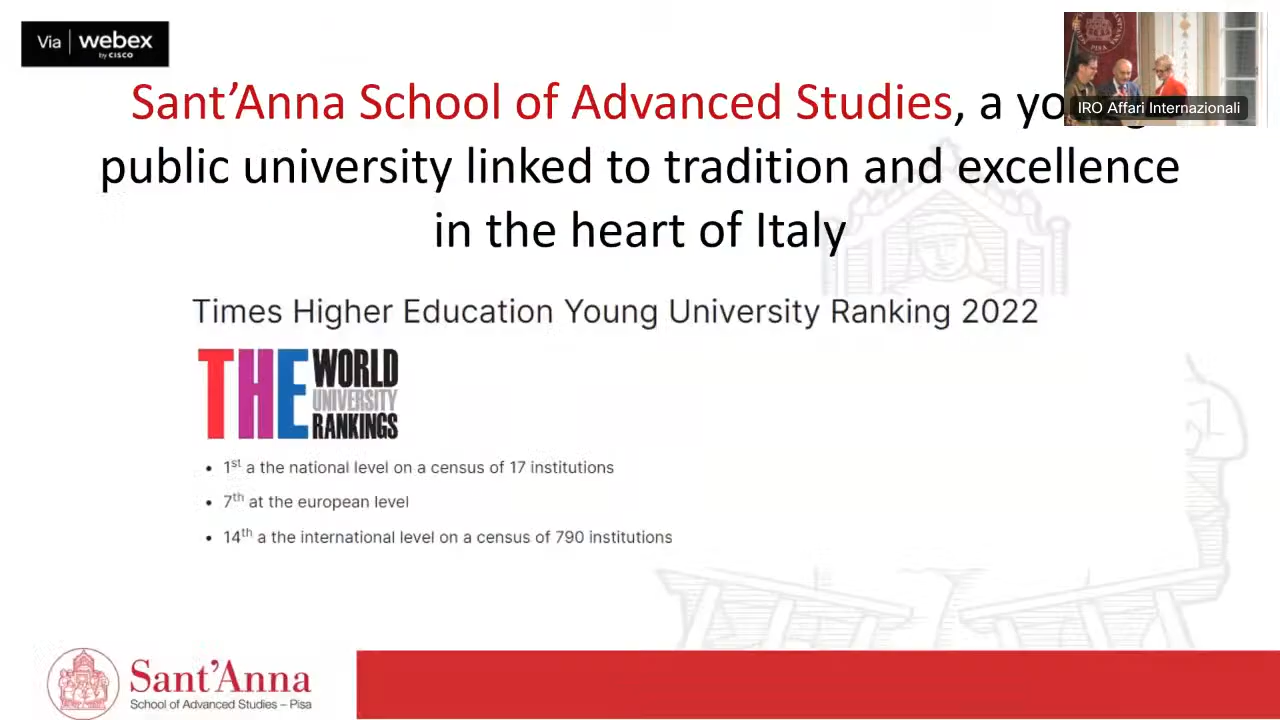 Via webex
by CISCO
PISA
IRO Affari Internazionali
Sant’Anna School of Advanced Studies, a
public university linked to tradition and excellence
in the heart of Italy
Times Higher Education Young University Ranking 2022
THE WORLD
UNIVERSITY
RANKINGS
• 1st a the national level on a census of 17 institutions
• 7th at the european level
• 14th a the international level on a census of 790 institutions
Sant’Anna
School of Advanced Studies – Pisa